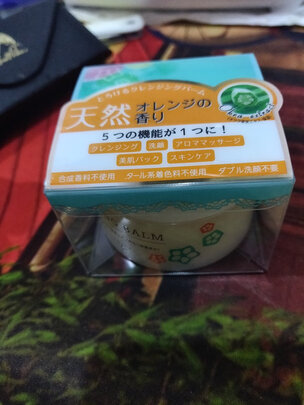 とろけるクレンジングバーム
天然 オレンジの
香り
5つの機能が1つに！
クレンジング 洗顔 アロママッサージ
美肌パック スキンケア
合成着料不使用 タール系着色料不使用 ダブル洗顔不要
BALM